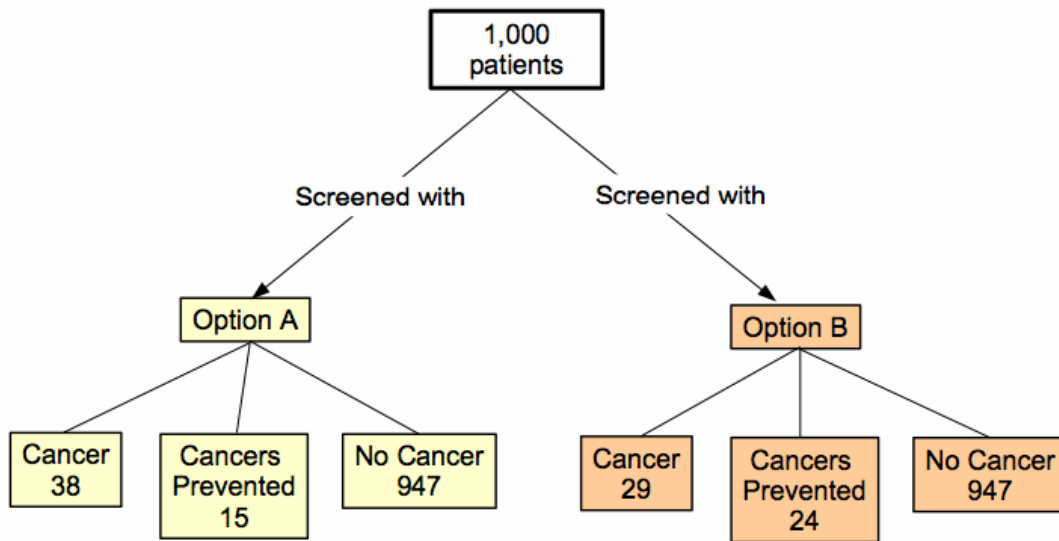 1,000
patients
Screened with
Screened with
Option A
Option B
Cancer
38
Cancers
Prevented
15
No Cancer
947
Cancer
29
Cancers
Prevented
24
No Cancer
947